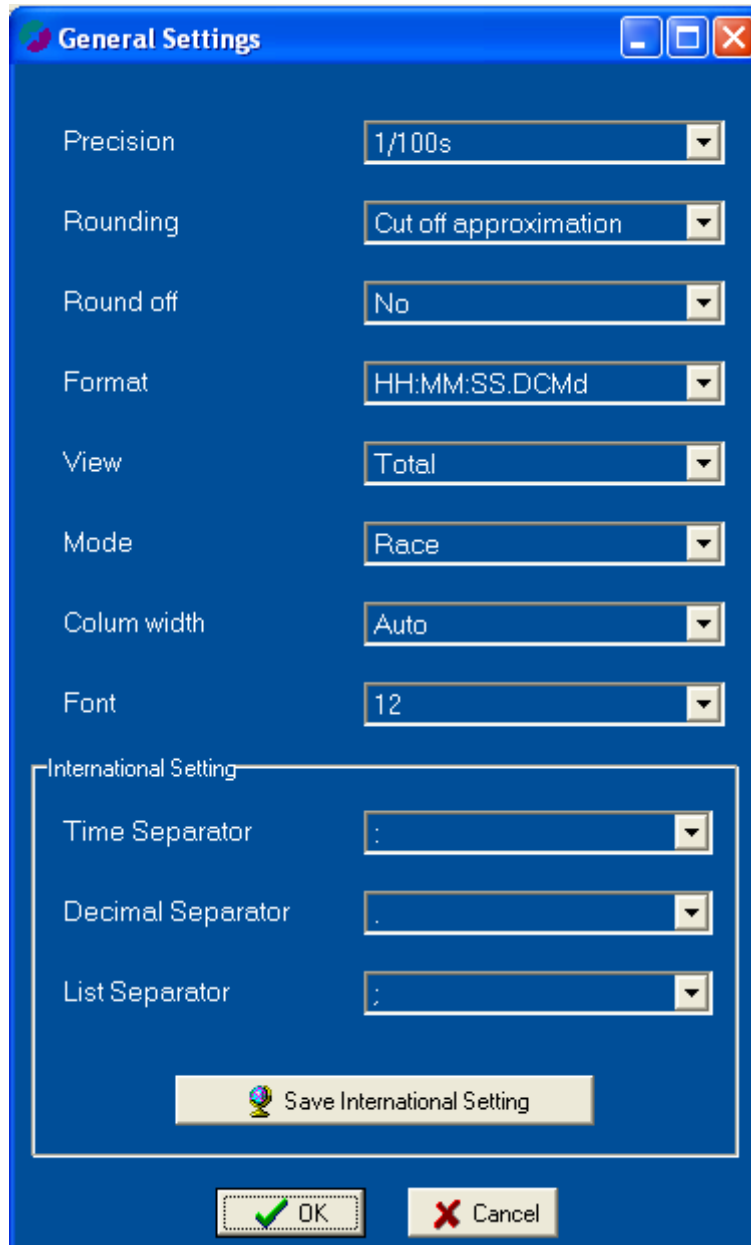 General Settings
Precision 1/100s
Rounding Cut off approximation
Round off No
Format HH:MM:SS.DCMd
View Total
Mode Race
Colum width Auto
Font 12
International Setting
Time Separator :
Decimal Separator .
List Separator ;
Save International Setting
OK Cancel